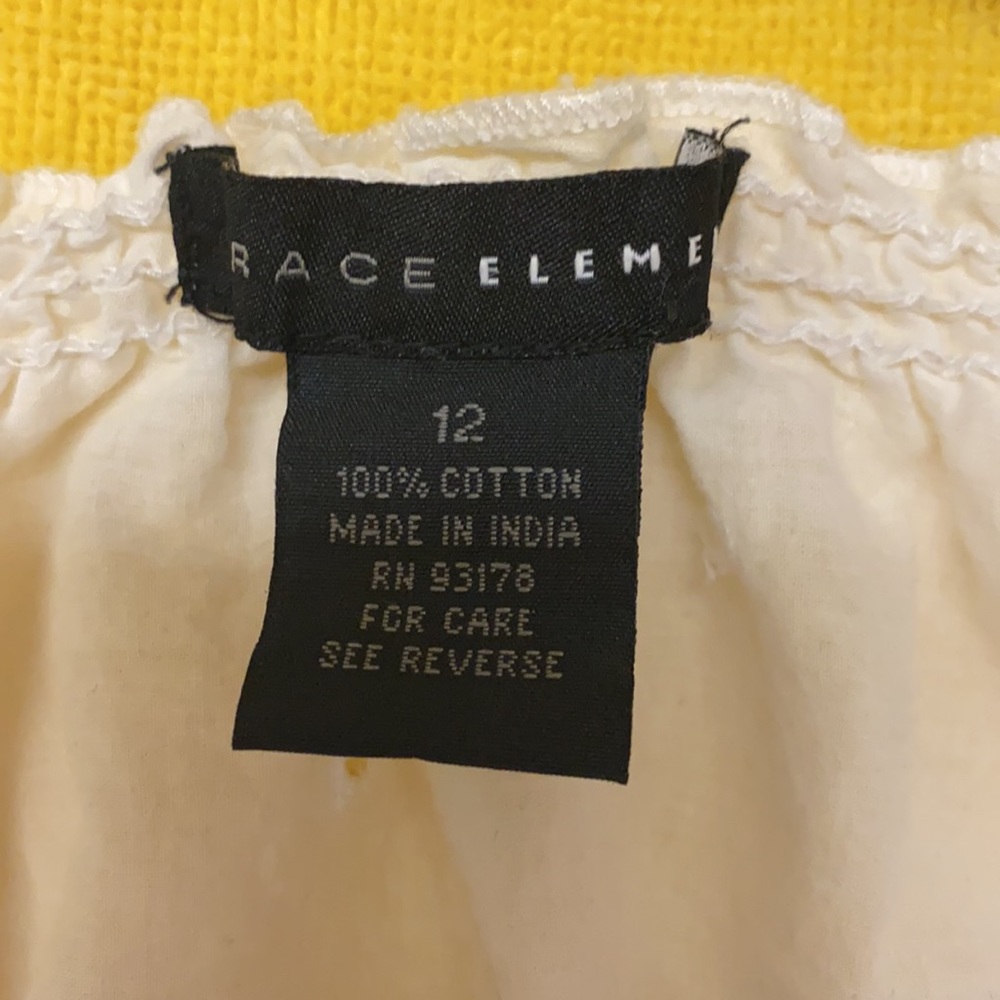 RACE ELEME
12
100% COTTON
MADE IN INDIA
RN 93178
FOR CARE
SEE REVERSE